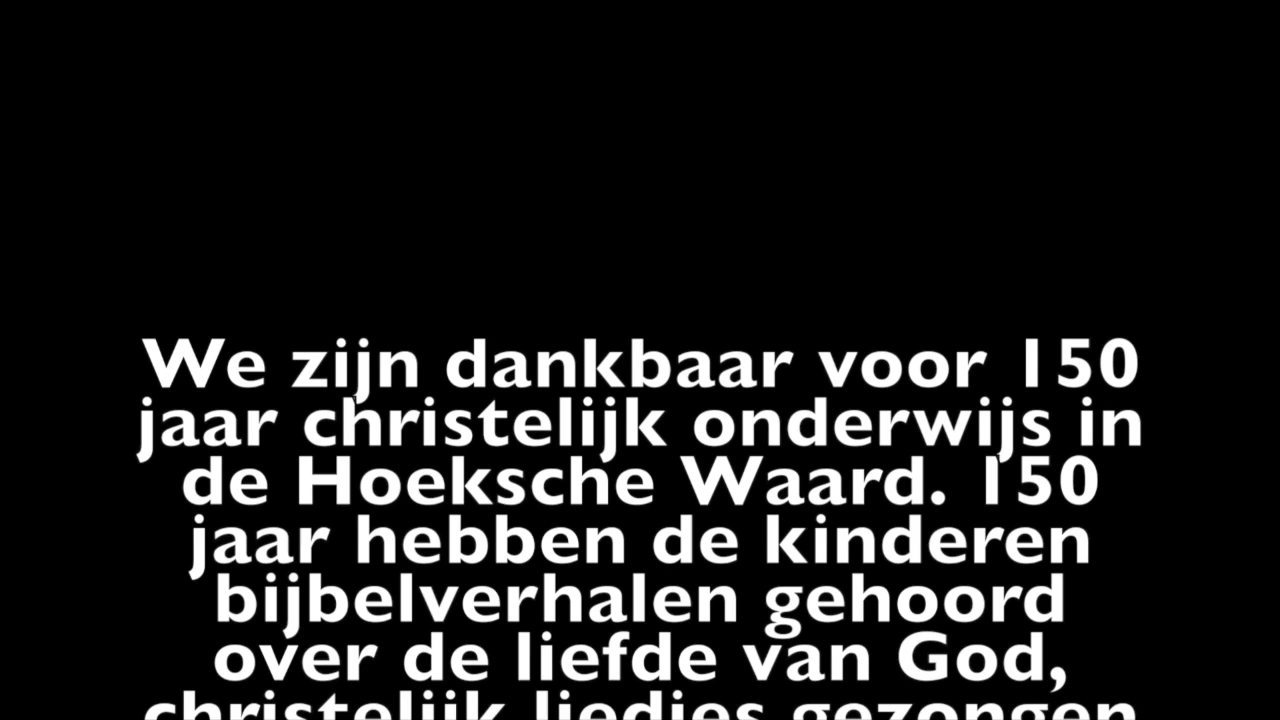 We zijn dankbaar voor 150
jaar christelijk onderwijs in
de Hoeksche Waard. 150
jaar hebben de kinderen
bijbelverhalen gehoord
over de liefde van God,
christelijk liedjes gezongen